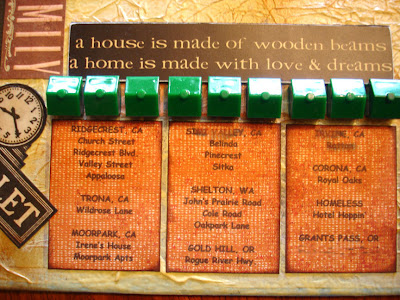 MILY
a house is made of wooden beams
a home is made with love & dreams
LET
RIDGECREST, CA
Church Street
Ridgecrest Blvd.
Valley Street
Appaloosa
TRONA, CA
Wildrose Lane
MOORPARK, CA
Irene's House
Moorpark Apts
SIMI VALLEY, CA
Belinda
Pinecrest
Sitka
SHELTON, WA
John's Prairie Road
Cole Road
Oakpark Lane
GOLD HILL, OR
Rogue River Hwy
IRVINE, CA
CORONA, CA
Royal Oaks
HOMELESS
Hotel Hoppin'
GRANTS PASS, OR